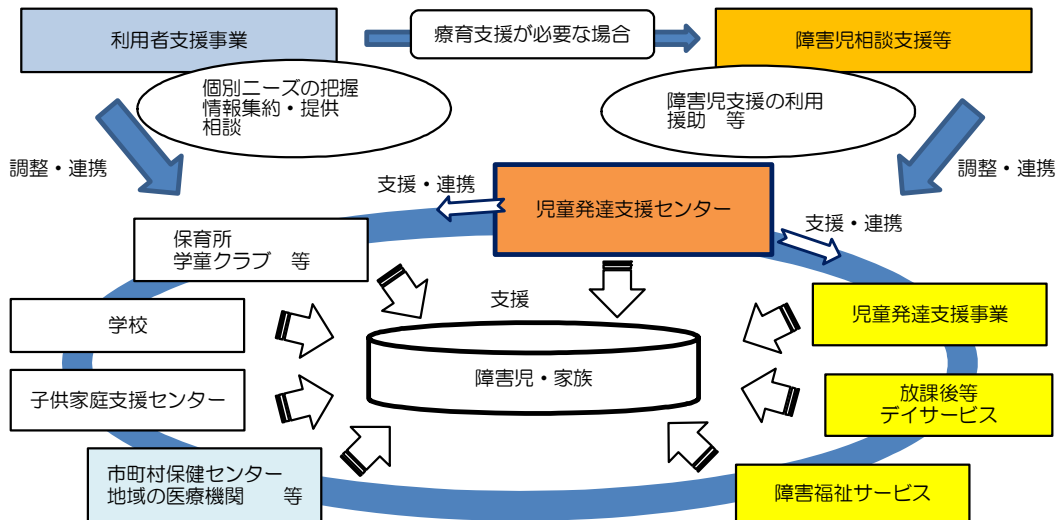 利用者支援事業
療育支援が必要な場合
障害児相談支援等
個別ニーズの把握
情報集約・提供
相談
障害児支援の利用
援助　等
調整・連携
調整・連携
支援・連携
児童発達支援センター
支援・連携
保育所
学童クラブ　等
支援
学校
児童発達支援事業
障害児・家族
子供家庭支援センター
放課後等
デイサービス
市町村保健センター
地域の医療機関　　等
障害福祉サービス